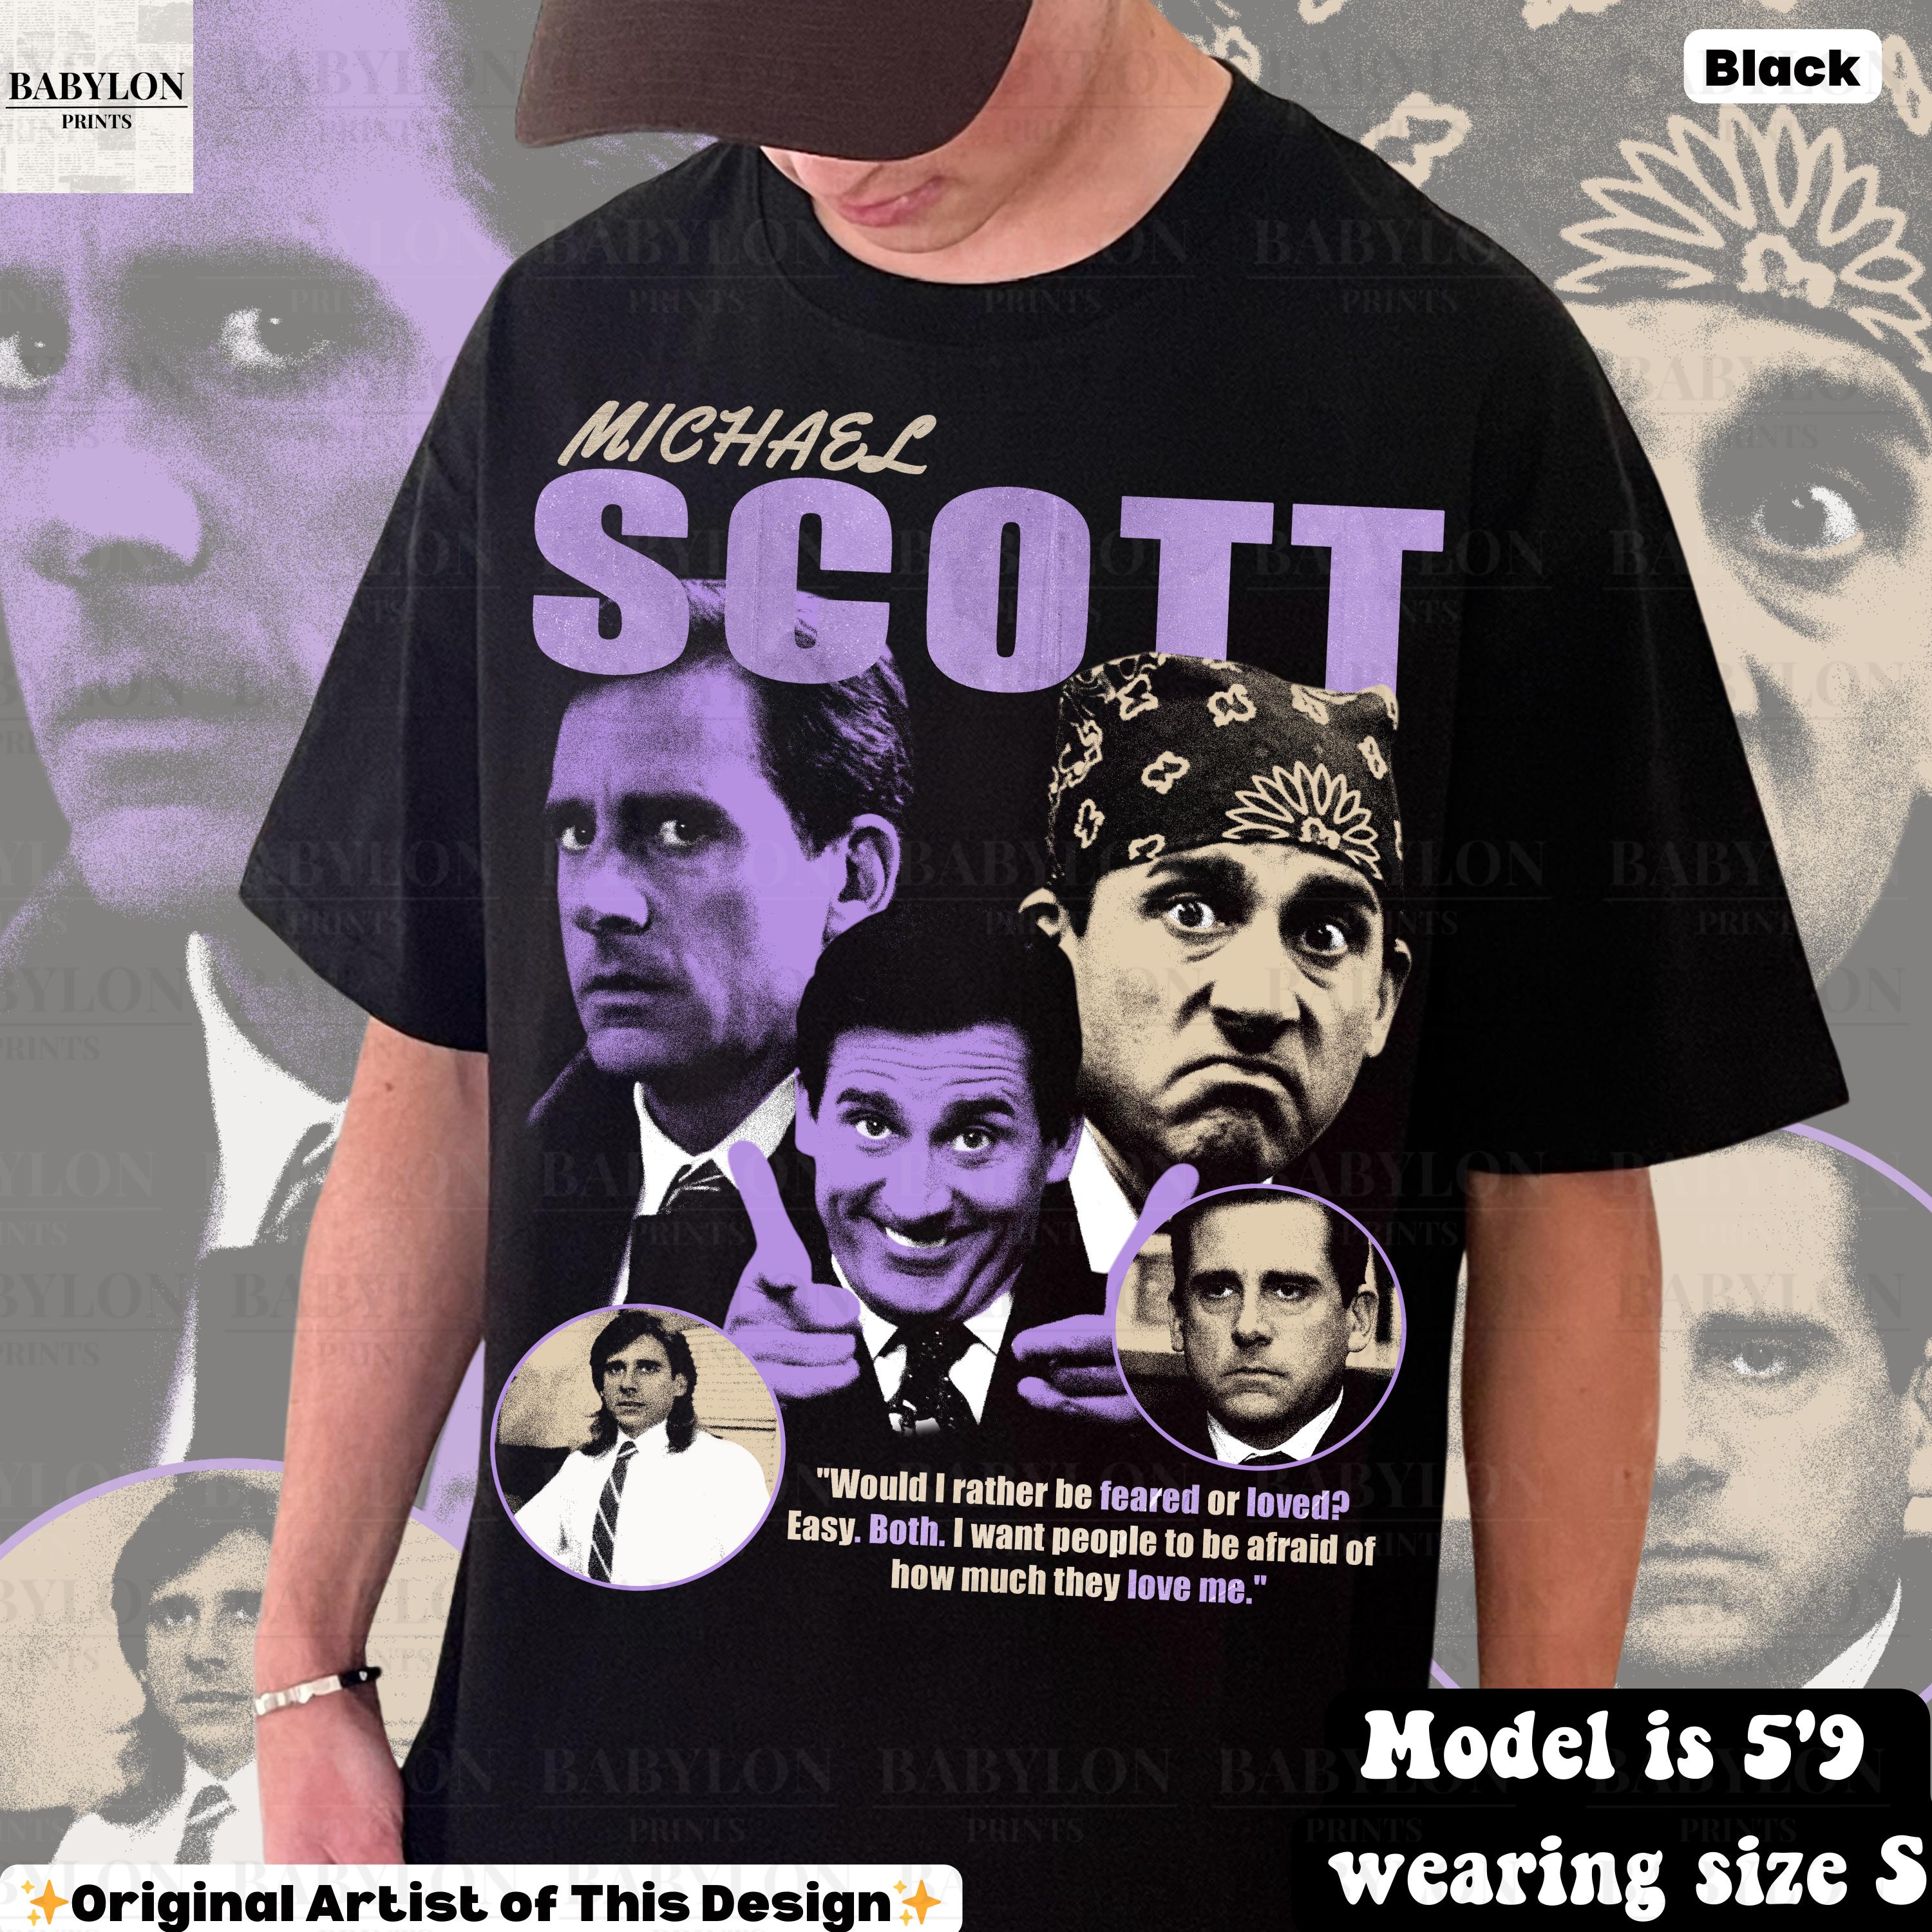 BABYLON
PRINTS
Black
MICHAEL
SCOTT
"Would I rather be feared or loved?
Easy. Both. I want people to be afraid of
how much they love me."
Model is 5'9
wearing size S
✨Original Artist of This Design✨